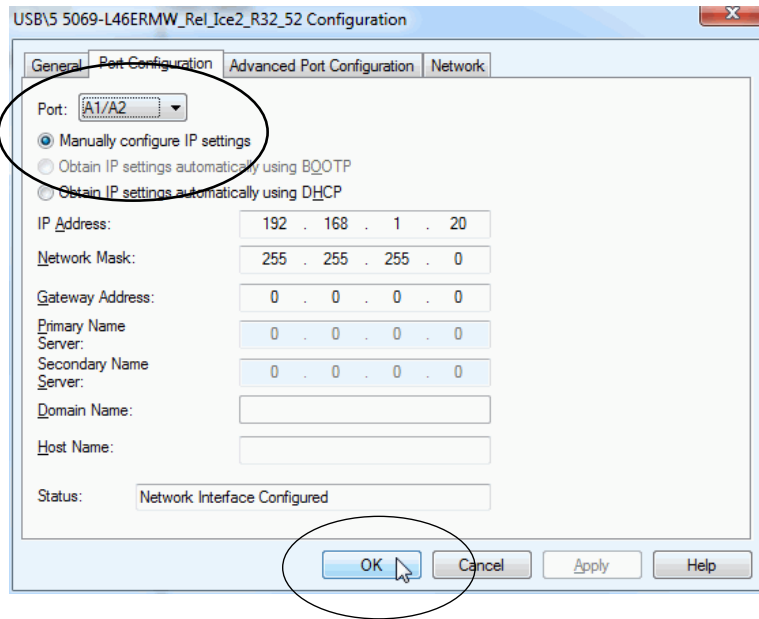 USB\5 5069-L46ERMW_Rel_Ice2_R32_52 Configuration
General Port Configuration Advanced Port Configuration Network
Port: A1/A2
Manually configure IP settings
Obtain IP settings automatically using BOOTP
Obtain IP settings automatically using DHCP
IP Address: 192 . 168 . 1 . 20
Network Mask: 255 . 255 . 255 . 0
Gateway Address: 0 . 0 . 0 . 0
Primary Name
Server: 0 . 0 . 0 . 0
Secondary Name
Server: 0 . 0 . 0 . 0
Domain Name:
Host Name:
Status: Network Interface Configured
OK Cancel Apply Help